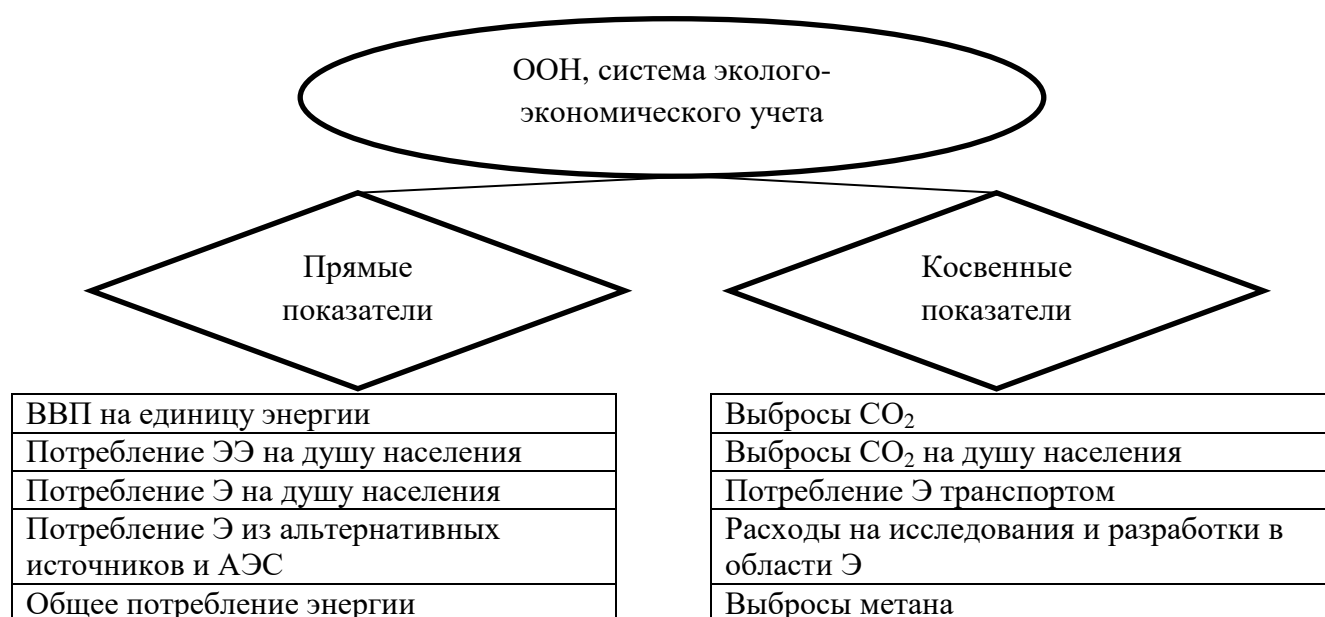 ООН, система эколого-
экономического учета
Прямые
показатели
Косвенные
показатели
ВВП на единицу энергии
Потребление ЭЭ на душу населения
Потребление Э на душу населения
Потребление Э из альтернативных
источников и АЭС
Общее потребление энергии
Выбросы CO₂
Выбросы CO₂ на душу населения
Потребление Э транспортом
Расходы на исследования и разработки в
области Э
Выбросы метана